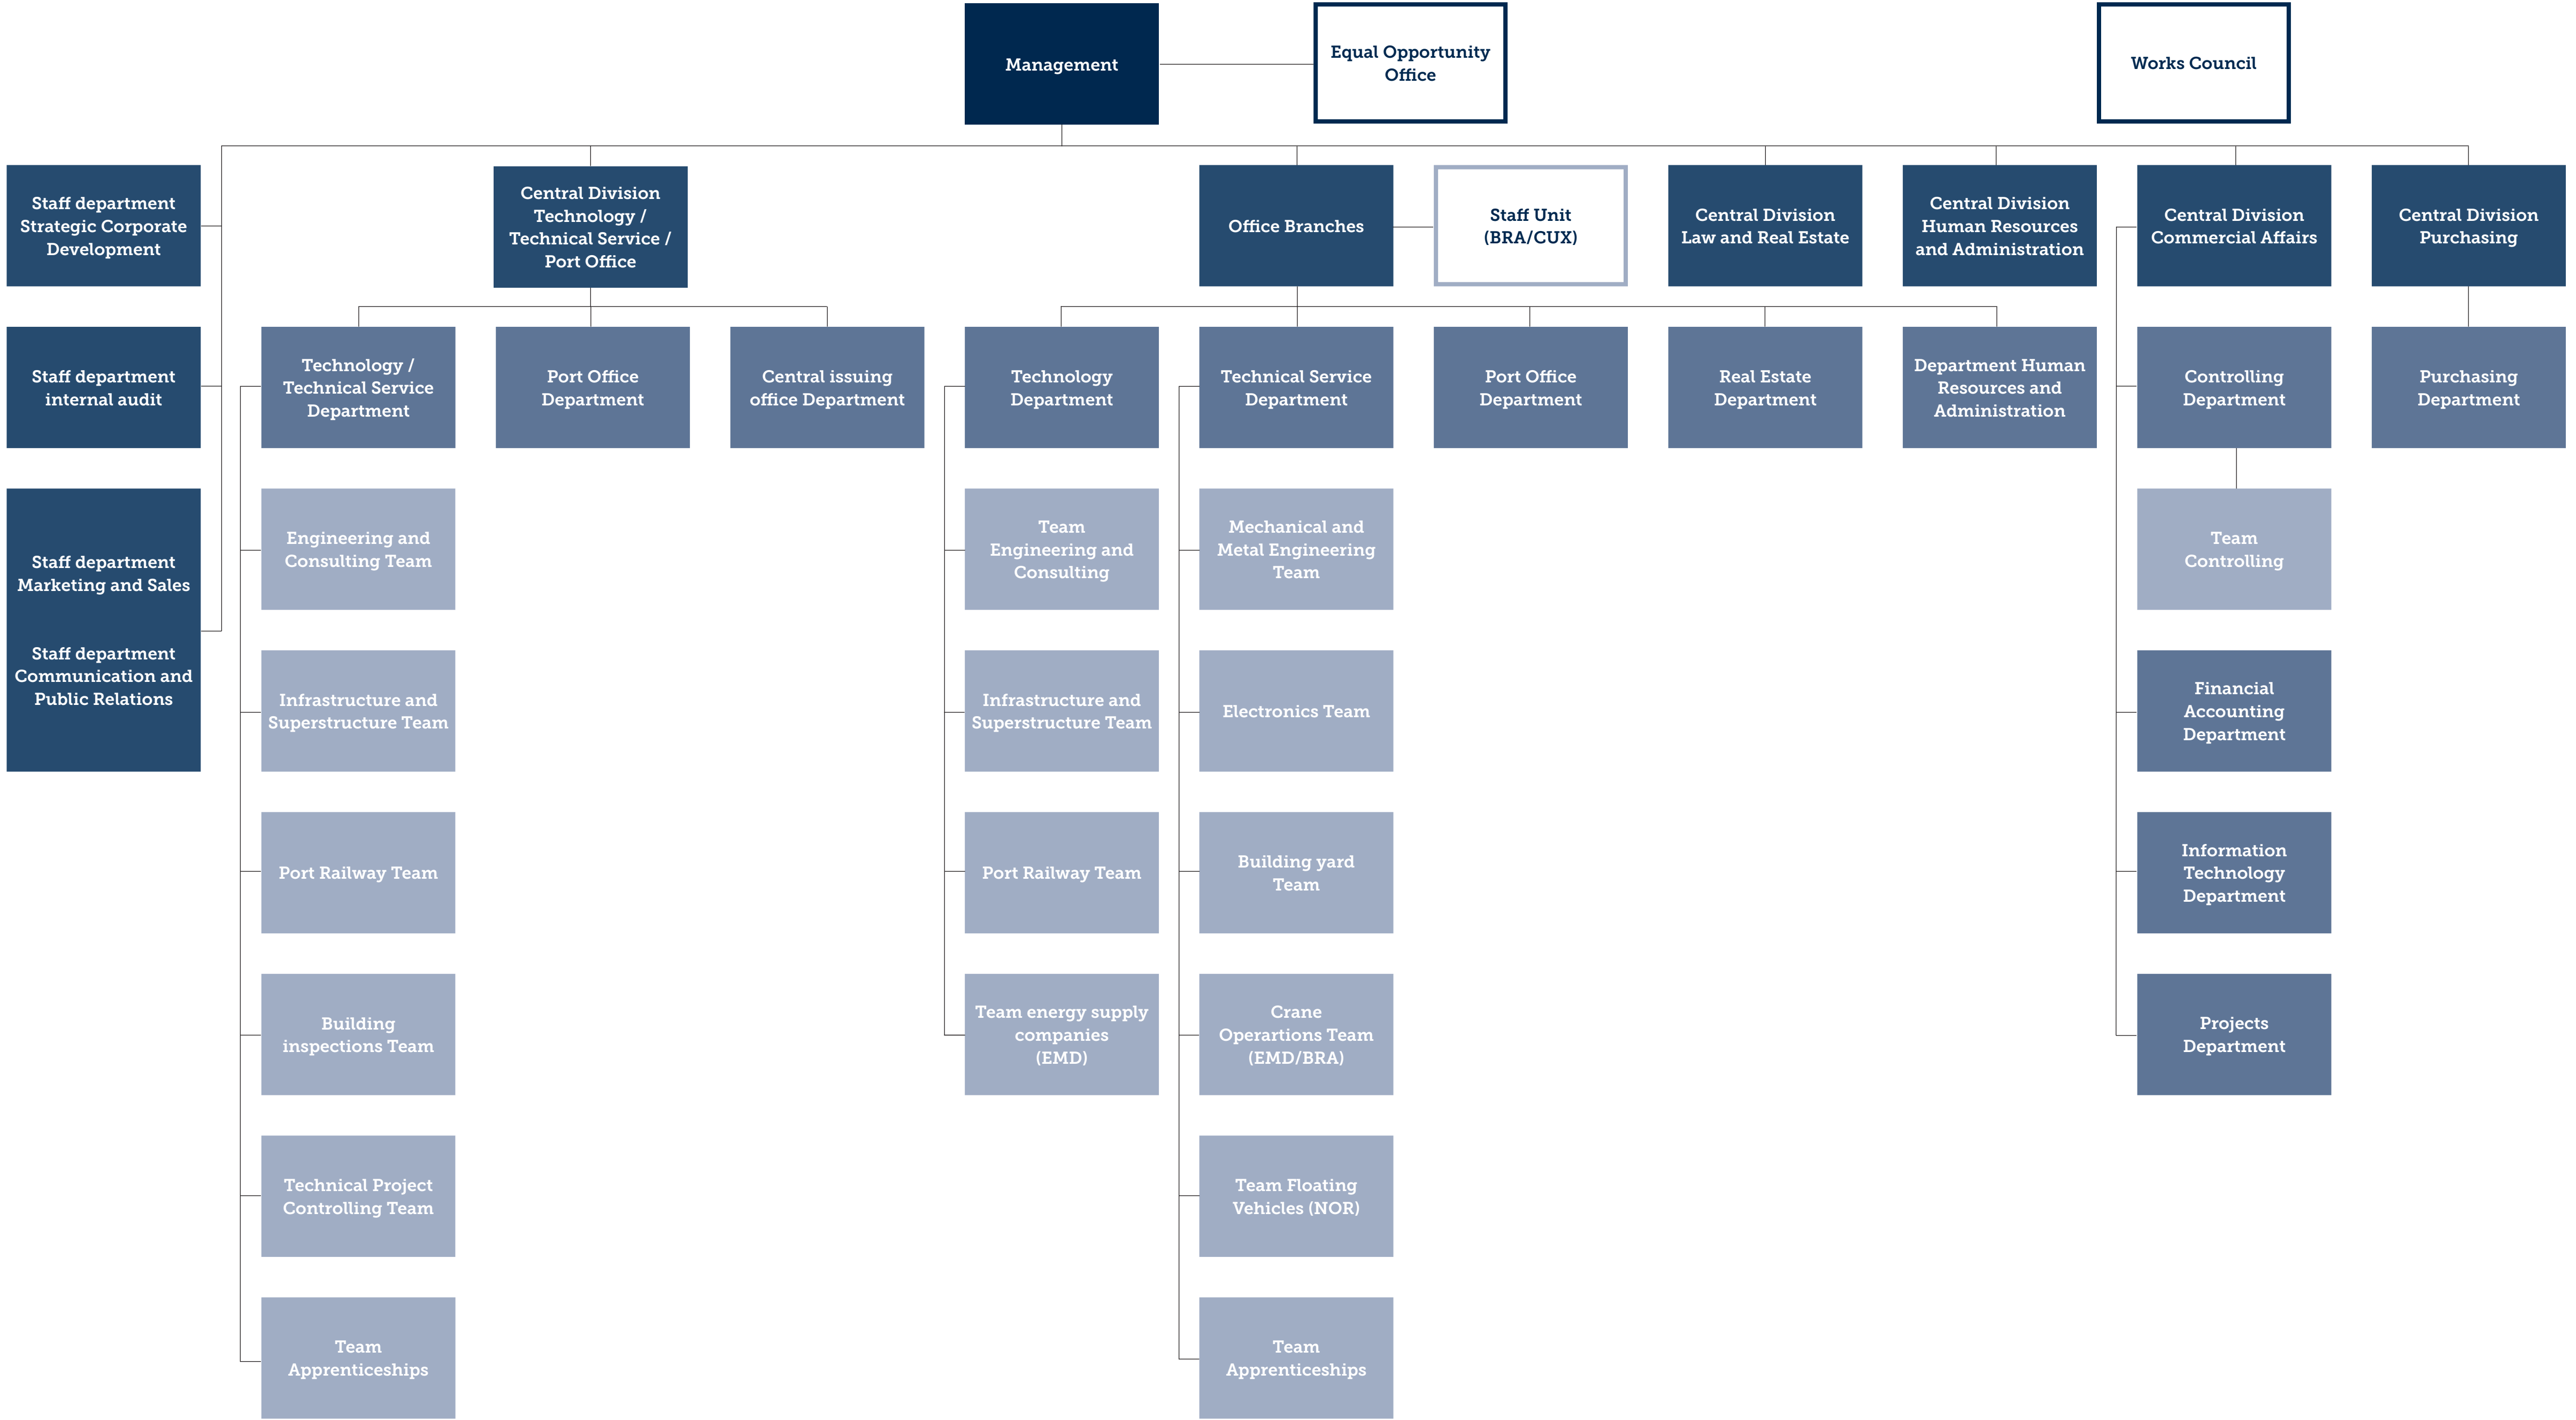 Management
Equal Opportunity
Office
Works Council
Staff department
Strategic Corporate
Development
Central Division
Technology /
Technical Service /
Port Office
Office Branches
Staff Unit
(BRA/CUX)
Central Division
Law and Real Estate
Central Division
Human Resources
and Administration
Central Division
Commercial Affairs
Central Division
Purchasing
Staff department
internal audit
Technology /
Technical Service
Department
Port Office
Department
Central issuing
office Department
Technology
Department
Technical Service
Department
Port Office
Department
Real Estate
Department
Department Human
Resources and
Administration
Controlling
Department
Purchasing
Department
Staff department
Marketing and Sales
Staff department
Communication and
Public Relations
Engineering and
Consulting Team
Team
Engineering and
Consulting
Mechanical and
Metal Engineering
Team
Team
Controlling
Infrastructure and
Superstructure Team
Infrastructure and
Superstructure Team
Electronics Team
Financial
Accounting
Department
Port Railway Team
Port Railway Team
Building yard
Team
Information
Technology
Department
Building
inspections Team
Team energy supply
companies
(EMD)
Crane
Operartions Team
(EMD/BRA)
Projects
Department
Technical Project
Controlling Team
Team Floating
Vehicles (NOR)
Team
Apprenticeships
Team
Apprenticeships